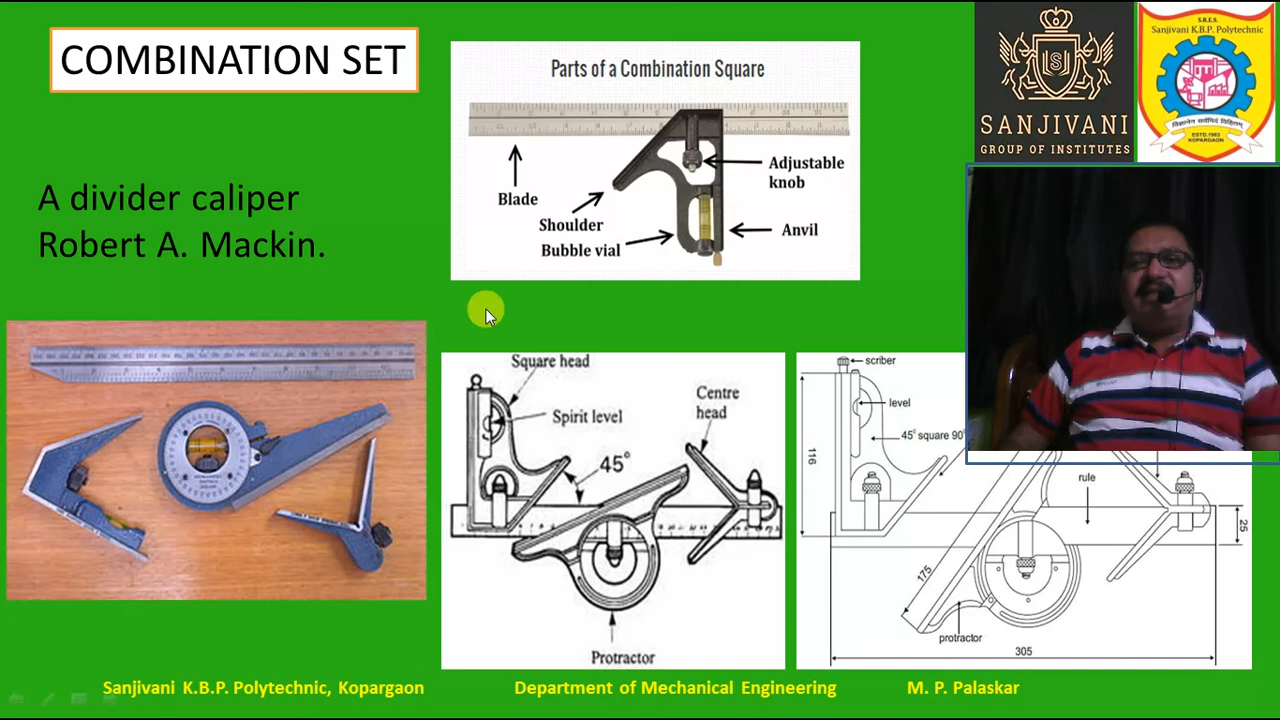 COMBINATION SET
A divider caliper
Robert A. Mackin.
Parts of a Combination Square
Blade
Shoulder
Bubble vial
Adjustable
knob
Anvil
SANJIVANI
GROUP OF INSTITUTES
S.R.E.S.
Sanjivani K.B.P. Polytechnic
ESTD.1983
KOPARGAON
Square head
Spirit level
45°
Centre
head
Protractor
scriber
level
45° square 90°
116
rule
25
175
protractor
305
Sanjivani K.B.P. Polytechnic, Kopargaon
Department of Mechanical Engineering
M. P. Palaskar